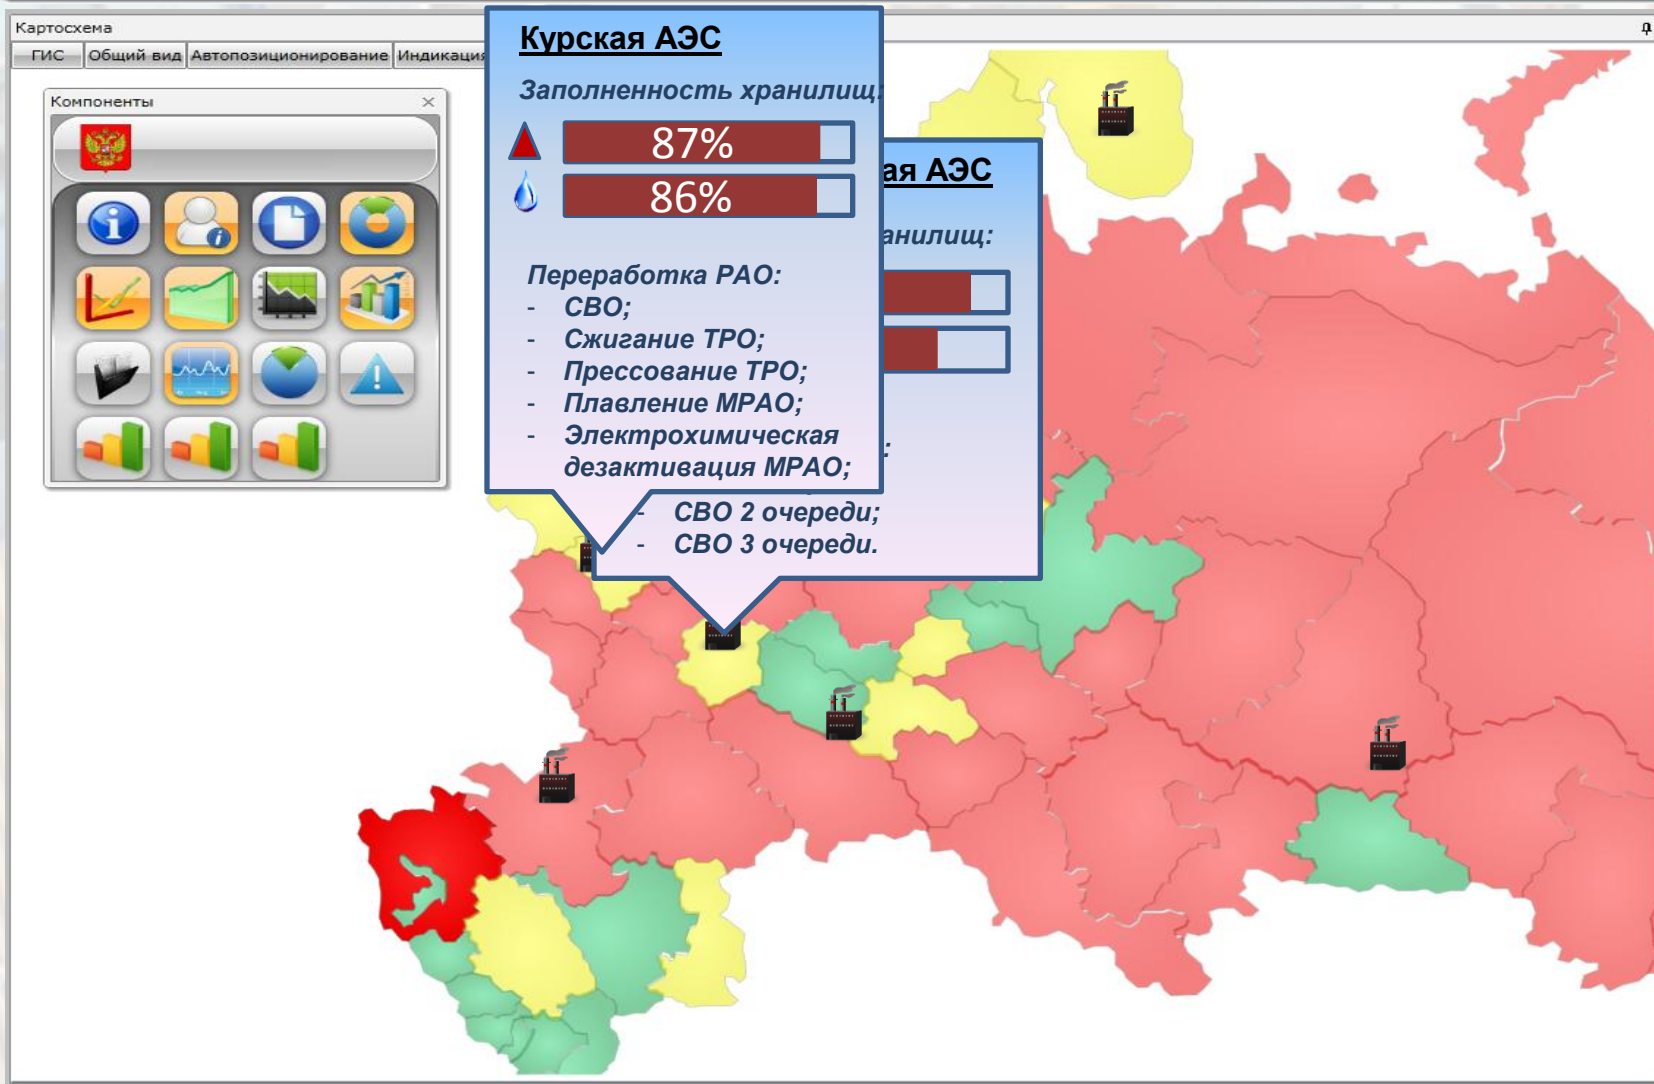 Картосхема
ГИС Общий вид Автопозиционирование Индикация
Компоненты
Курская АЭС
Заполненность хранилищ:
87%
86%
Переработка РАО:
- СВО;
- Сжигание ТРО;
- Прессование ТРО;
- Плавление МРАО;
- Электрохимическая
дезактивация МРАО;
ая АЭС
анилищ:
:
- СВО 2 очереди;
- СВО 3 очереди.